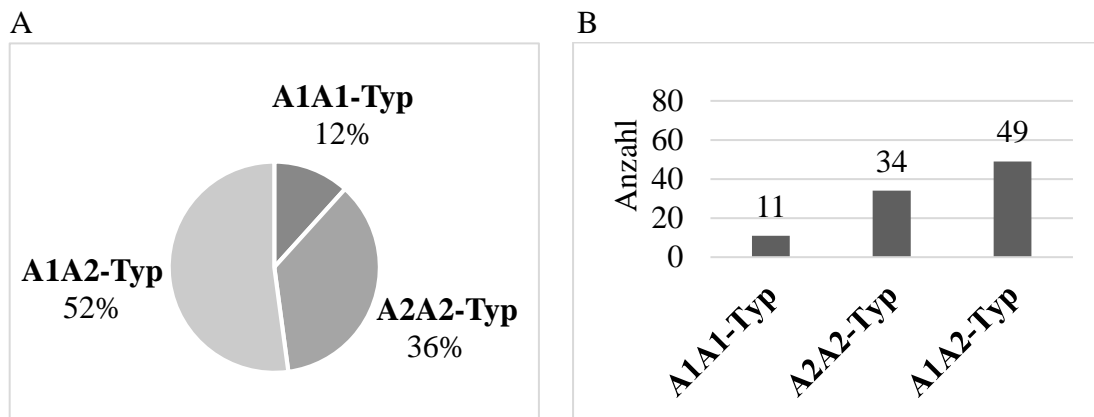 A
A1A1-Typ
12%
A1A2-Typ
52%
A2A2-Typ
36%
B
Anzahl
80
60
40
20
0
11
34
49
A1A1-Typ
A2A2-Typ
A1A2-Typ